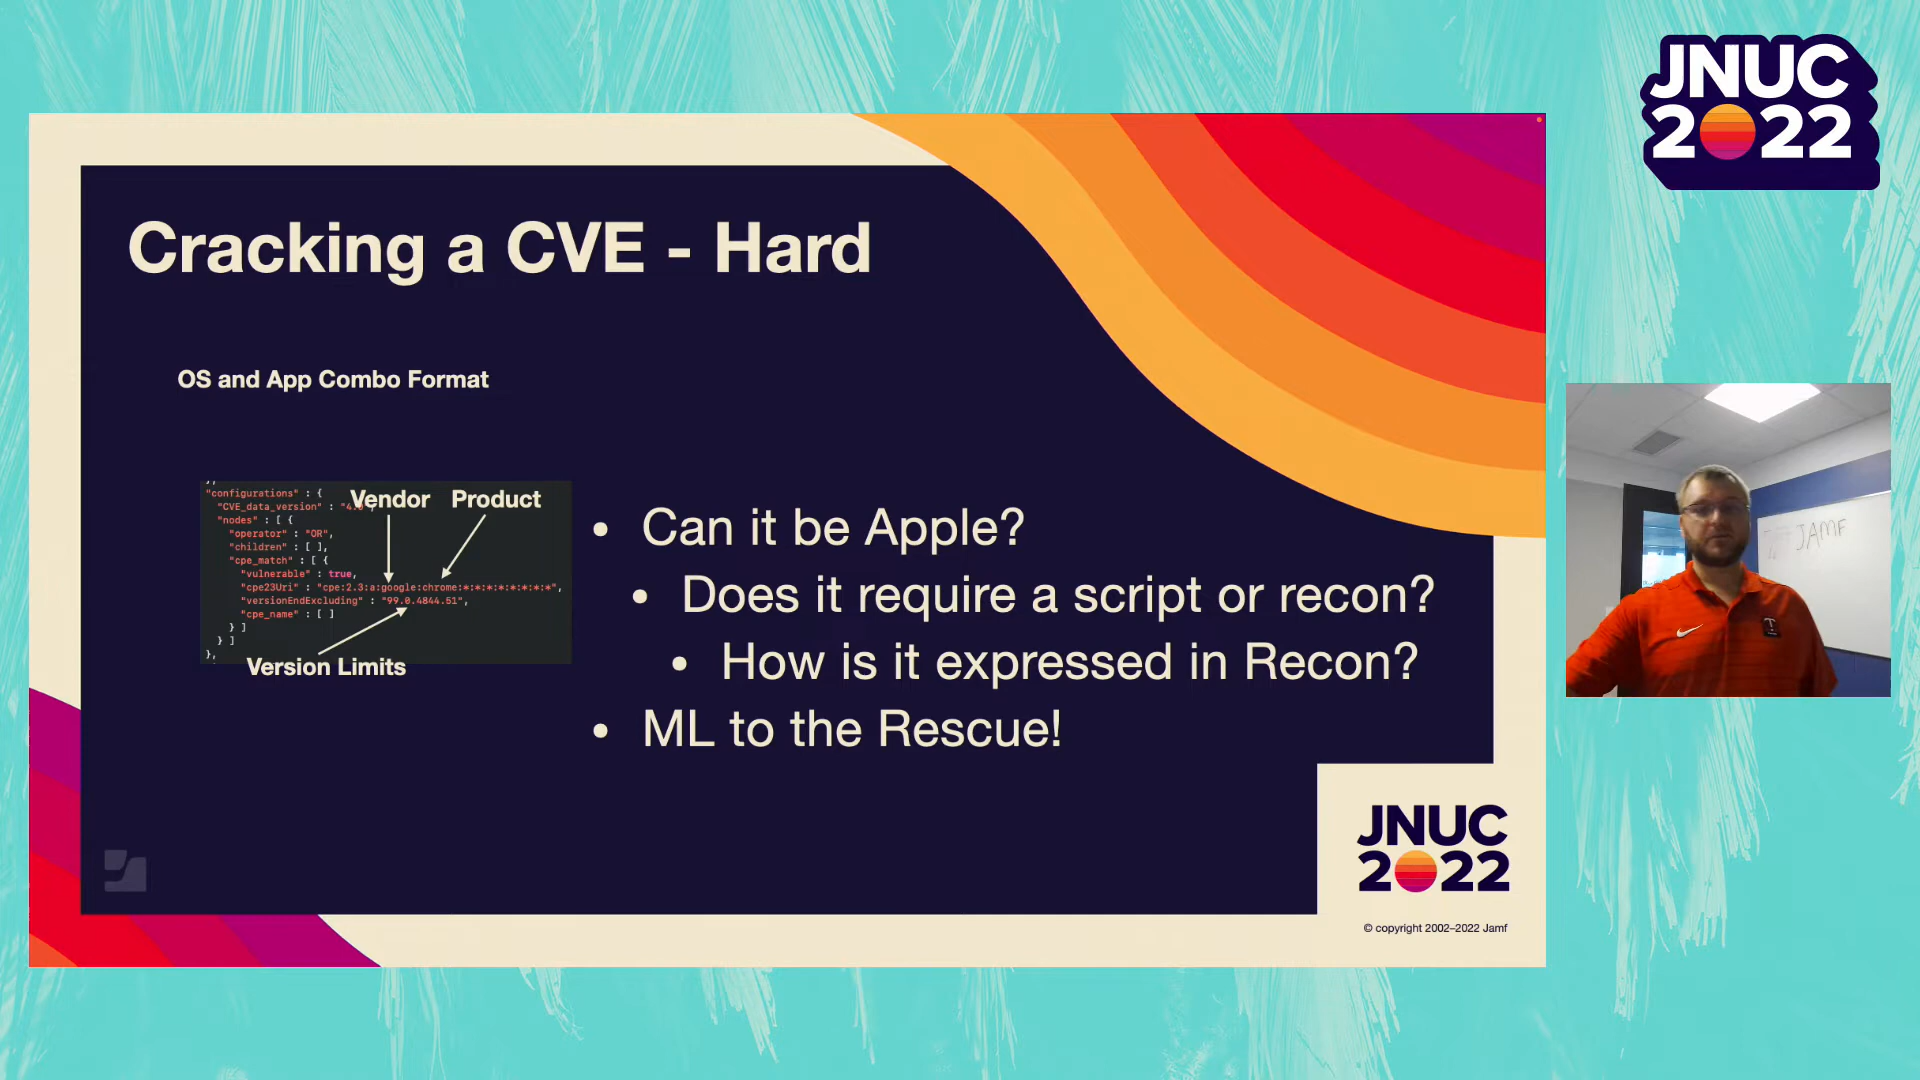 JNUC
2022
Cracking a CVE - Hard
OS and App Combo Format
Vendor Product
"configurations" : {
"CVE_data_version" : "4.0",
"nodes" : [ {
"operator" : "OR",
"children" : [ ],
"cpe_match" : [ {
"vulnerable" : true,
"cpe23Uri" : "cpe:2.3:a:google:chrome:*:*:*:*:*:*:*:*",
"versionEndExcluding" : "99.0.4844.51",
"cpe_name" : [ ]
} ]
} ]
},
Version Limits
• Can it be Apple?
• Does it require a script or recon?
• How is it expressed in Recon?
• ML to the Rescue!
JAMF
JNUC
2022
© copyright 2002–2022 Jamf